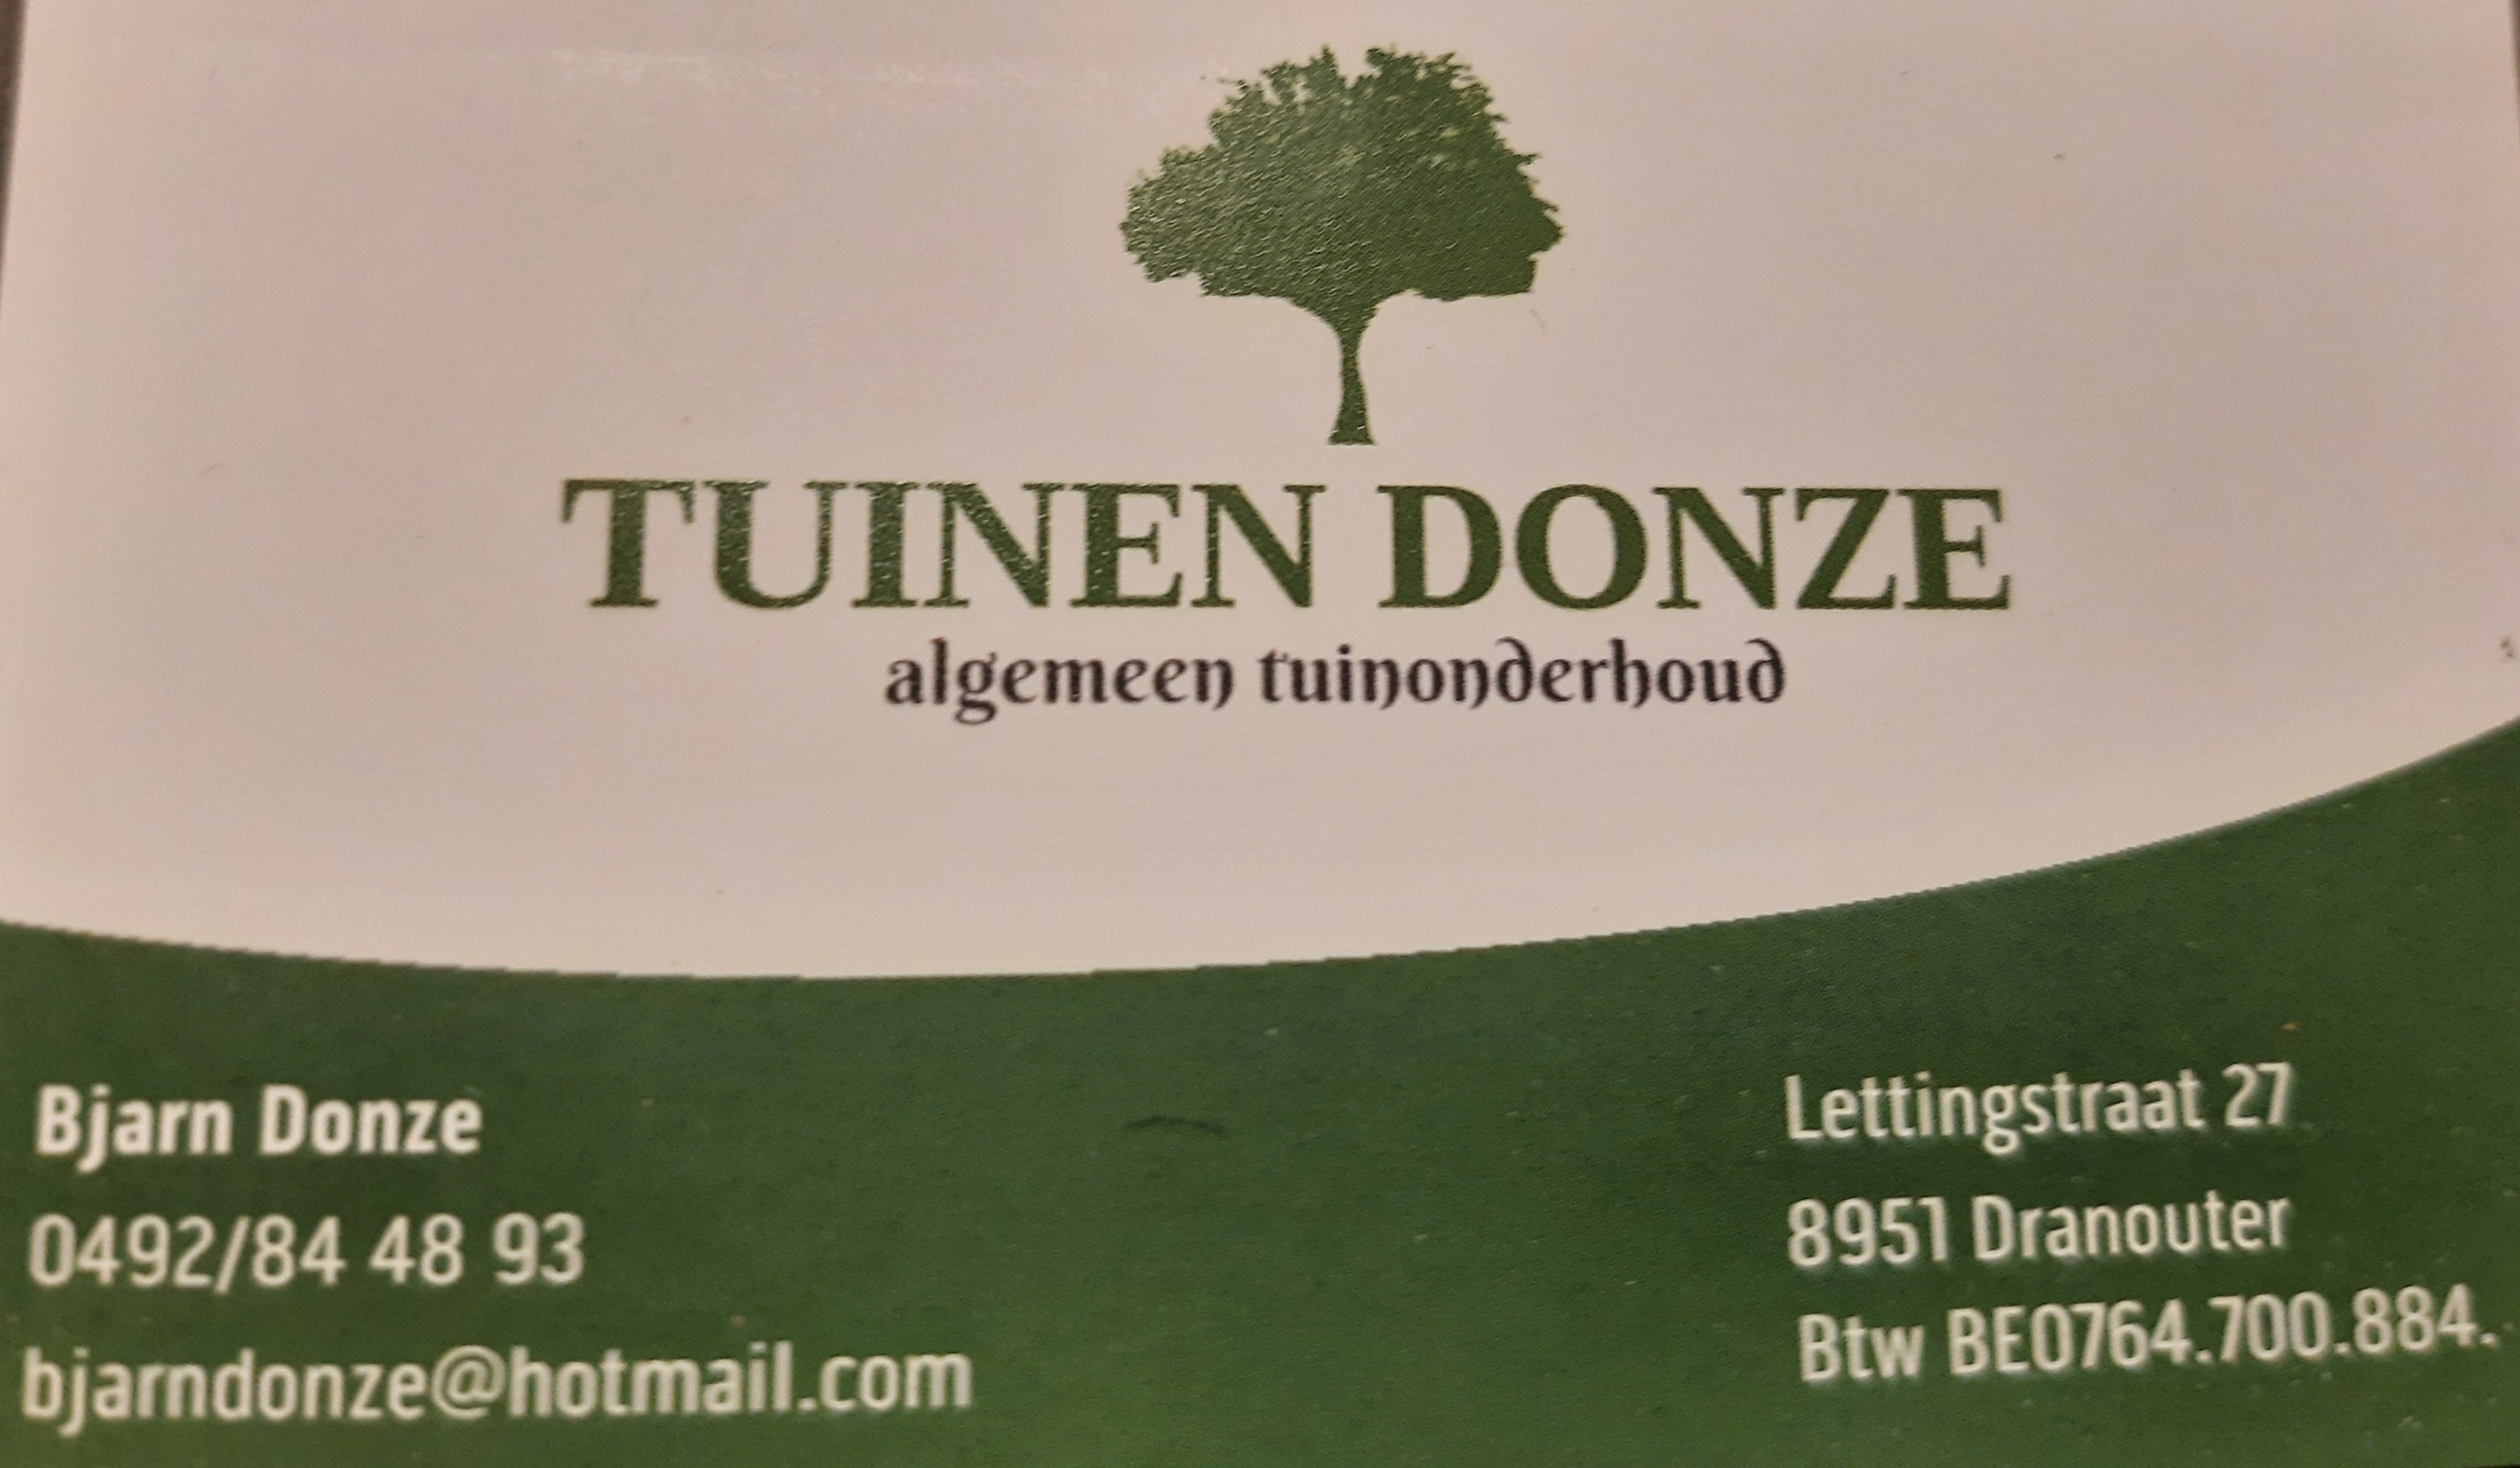 TUINEN DONZE
algemeen tuinonderhoud
Bjarn Donze
0492/84 48 93
bjarndonze@hotmail.com
Lettingstraat 27
8951 Dranouter
Btw BE0764.700.884.